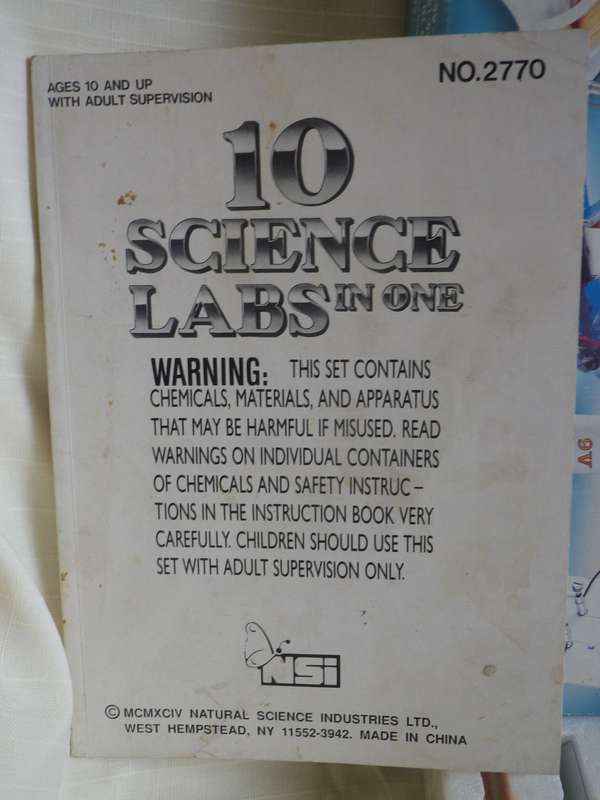 AGES 10 AND UP
WITH ADULT SUPERVISION
NO.2770
10
SCIENCE
LABS IN ONE
WARNING: THIS SET CONTAINS
CHEMICALS, MATERIALS, AND APPARATUS
THAT MAY BE HARMFUL IF MISUSED. READ
WARNINGS ON INDIVIDUAL CONTAINERS
OF CHEMICALS AND SAFETY INSTRUC –
TIONS IN THE INSTRUCTION BOOK VERY
CAREFULLY. CHILDREN SHOULD USE THIS
SET WITH ADULT SUPERVISION ONLY.
NSi
© MCMXCIV NATURAL SCIENCE INDUSTRIES LTD.,
WEST HEMPSTEAD, NY 11552-3942. MADE IN CHINA
9V